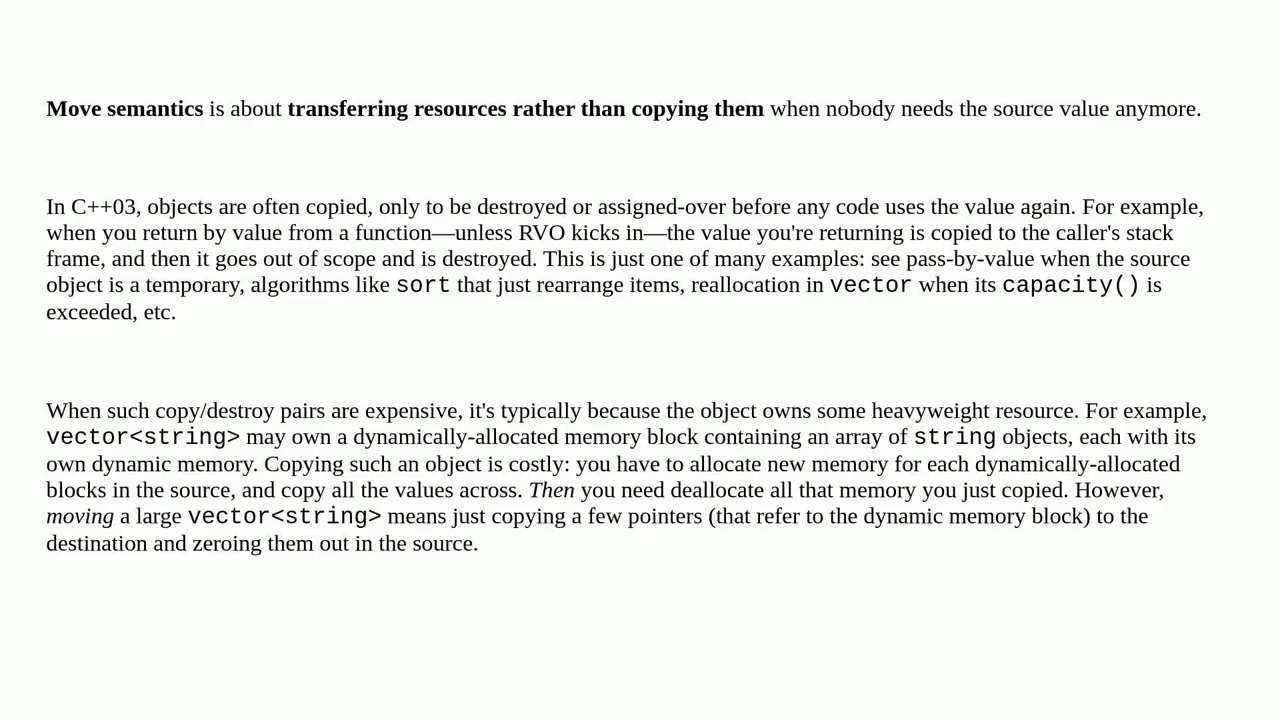 Move semantics is about transferring resources rather than copying them when nobody needs the source value anymore.
In C++03, objects are often copied, only to be destroyed or assigned-over before any code uses the value again. For example,
when you return by value from a function—unless RVO kicks in—the value you're returning is copied to the caller's stack
frame, and then it goes out of scope and is destroyed. This is just one of many examples: see pass-by-value when the source
object is a temporary, algorithms like sort that just rearrange items, reallocation in vector when its capacity() is
exceeded, etc.
When such copy/destroy pairs are expensive, it's typically because the object owns some heavyweight resource. For example,
vector<string> may own a dynamically-allocated memory block containing an array of string objects, each with its
own dynamic memory. Copying such an object is costly: you have to allocate new memory for each dynamically-allocated
blocks in the source, and copy all the values across. Then you need deallocate all that memory you just copied. However,
moving a large vector<string> means just copying a few pointers (that refer to the dynamic memory block) to the
destination and zeroing them out in the source.